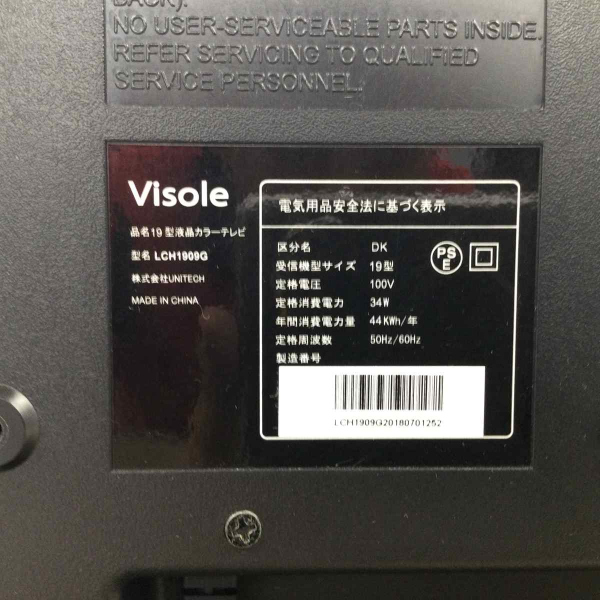 BACK).
NO USER-SERVICEABLE PARTS INSIDE.
REFER SERVICING TO QUALIFIED
SERVICE PERSONNEL.
Visole
品名19型液晶カラーテレビ
型名 LCH1909G
株式会社UNITECH
MADE IN CHINA
電気用品安全法に基づく表示
区分名 DK
受信機型サイズ 19型
定格電圧 100V
定格消費電力 34W
年間消費電力量 44KWh/年
定格周波数 50Hz/60Hz
製造番号
PS
E
LCH1909G20180701252